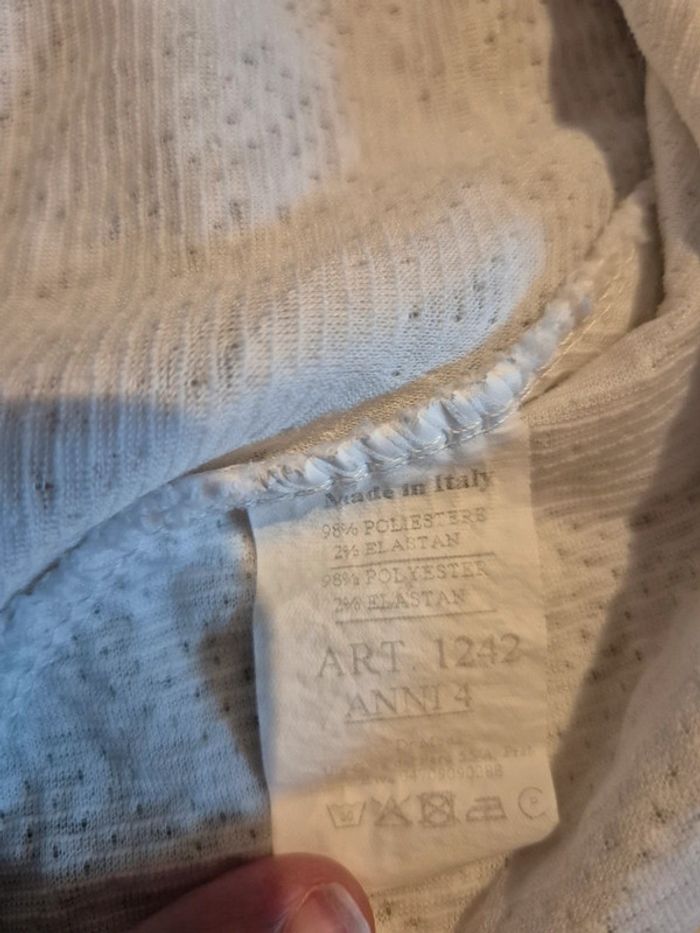 Made in Italy
98% POLIESTERE
2% ELASTAN
98% POLYESTER
2% ELASTAN
ART. 1242
ANNI 4
P